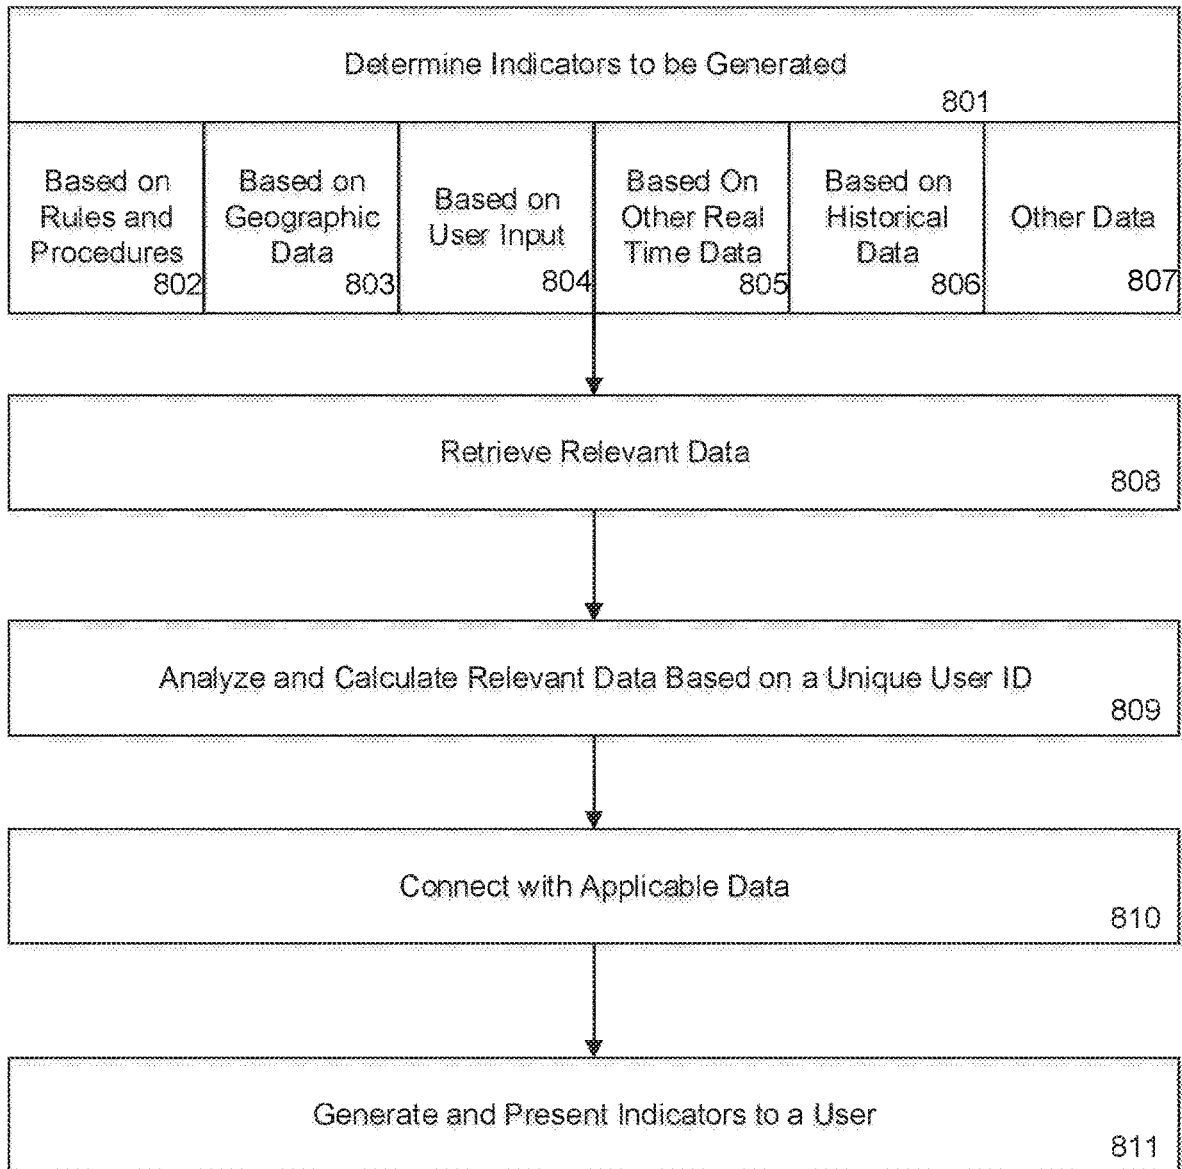 Determine Indicators to be Generated
801
Based on
Rules and
Procedures
802
Based on
Geographic
Data
803
Based on
User Input
804
Based On
Other Real
Time Data
805
Based on
Historical
Data
806
Other Data
807
Retrieve Relevant Data
808
Analyze and Calculate Relevant Data Based on a Unique User ID
809
Connect with Applicable Data
810
Generate and Present Indicators to a User
811